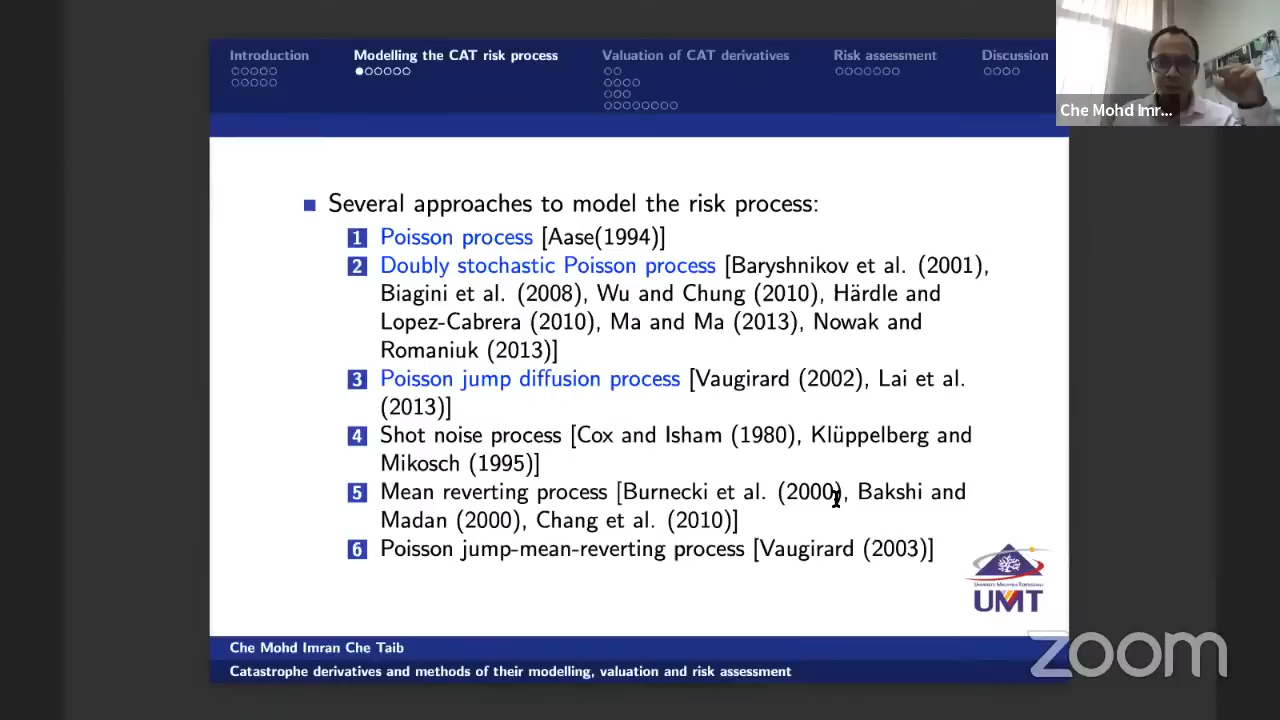 Introduction
Modelling the CAT risk process
Valuation of CAT derivatives
Risk assessment
Discussion
Che Mohd Imr...
Several approaches to model the risk process:
1 Poisson process [Aase(1994)]
2 Doubly stochastic Poisson process [Baryshnikov et al. (2001),
Biagini et al. (2008), Wu and Chung (2010), Härdle and
Lopez-Cabrera (2010), Ma and Ma (2013), Nowak and
Romaniuk (2013)]
3 Poisson jump diffusion process [Vaugirard (2002), Lai et al.
(2013)]
4 Shot noise process [Cox and Isham (1980), Klüppelberg and
Mikosch (1995)]
5 Mean reverting process [Burnecki et al. (2000), Bakshi and
Madan (2000), Chang et al. (2010)]
6 Poisson jump-mean-reverting process [Vaugirard (2003)]
UMT
Che Mohd Imran Che Taib
Catastrophe derivatives and methods of their modelling, valuation and risk assessment
zoom